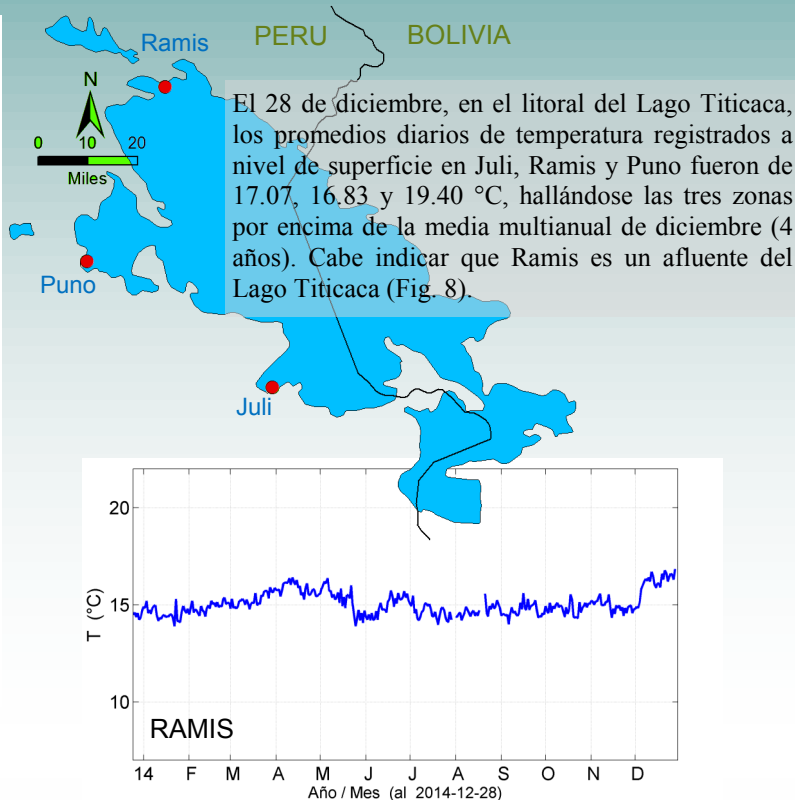 Ramis
PERU
BOLIVIA
N
0 10 20
Miles
El 28 de diciembre, en el litoral del Lago Titicaca,
los promedios diarios de temperatura registrados a
nivel de superficie en Juli, Ramis y Puno fueron de
17.07, 16.83 y 19.40 °C, hallándose las tres zonas
por encima de la media multianual de diciembre (4
años). Cabe indicar que Ramis es un afluente del
Lago Titicaca (Fig. 8).
Puno
Juli
20
15
10
T (°C)
RAMIS
14 F M A M J J A S O N D
Año / Mes (al 2014-12-28)